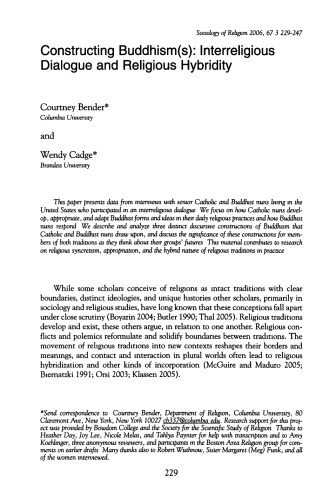 Sociology of Religion 2006, 67 3 229-247
Constructing Buddhism(s): Interreligious
Dialogue and Religious Hybridity
Courtney Bender*
Columbia University
and
Wendy Cadge*
Brandeis University
This paper presents data from interviews with senior Catholic and Buddhist nuns living in the
United States who participated in an interreligious dialogue We focus on how Catholic nuns devel-
op, appropriate, and adapt Buddhist forms and ideas in their daily religious practices and how Buddhist
nuns respond We describe and analyze three distinct discursive constructions of Buddhism that
Catholic and Buddhist nuns draw upon, and discuss the significance of these constructions for mem-
bers of both traditions as they think about their groups' futures This material contributes to research
on religious syncretism, appropriation, and the hybrid nature of religious traditions in practice
While some scholars conceive of religions as intact traditions with clear
boundaries, distinct ideologies, and unique histories other scholars, primarily in
sociology and religious studies, have long known that these conceptions fall apart
under close scrutiny (Boyarin 2004; Butler 1990; Thal 2005). Religious traditions
develop and exist, these others argue, in relation to one another. Religious con-
flicts and polemics reformulate and solidify boundaries between traditions. The
movement of religious traditions into new contexts reshapes their borders and
meanings, and contact and interaction in plural worlds often lead to religious
hybridization and other kinds of incorporation (McGuire and Maduro 2005;
Biernatzki 1991; Orsi 2003; Klassen 2005).
*Send correspondence to Courtney Bender, Department of Religion, Columbia University, 80
Claremont Ave, New York, New York 10027 cb337@columbia edu. Research support for this proj-
ect was provided by Bowdoin College and the Society for the Scientific Study of Religion Thanks to
Heather Day, Joy Lee, Nicole Melas, and Tahlya Paynter for help with transcription and to Amy
Koehlinger, three anonymous reviewers, and participants in the Boston Area Religion group for com-
ments on earlier drafts Many thanks also to Robert Wuthnow, Sister Margaret (Meg) Funk, and all
of the women interviewed.
229